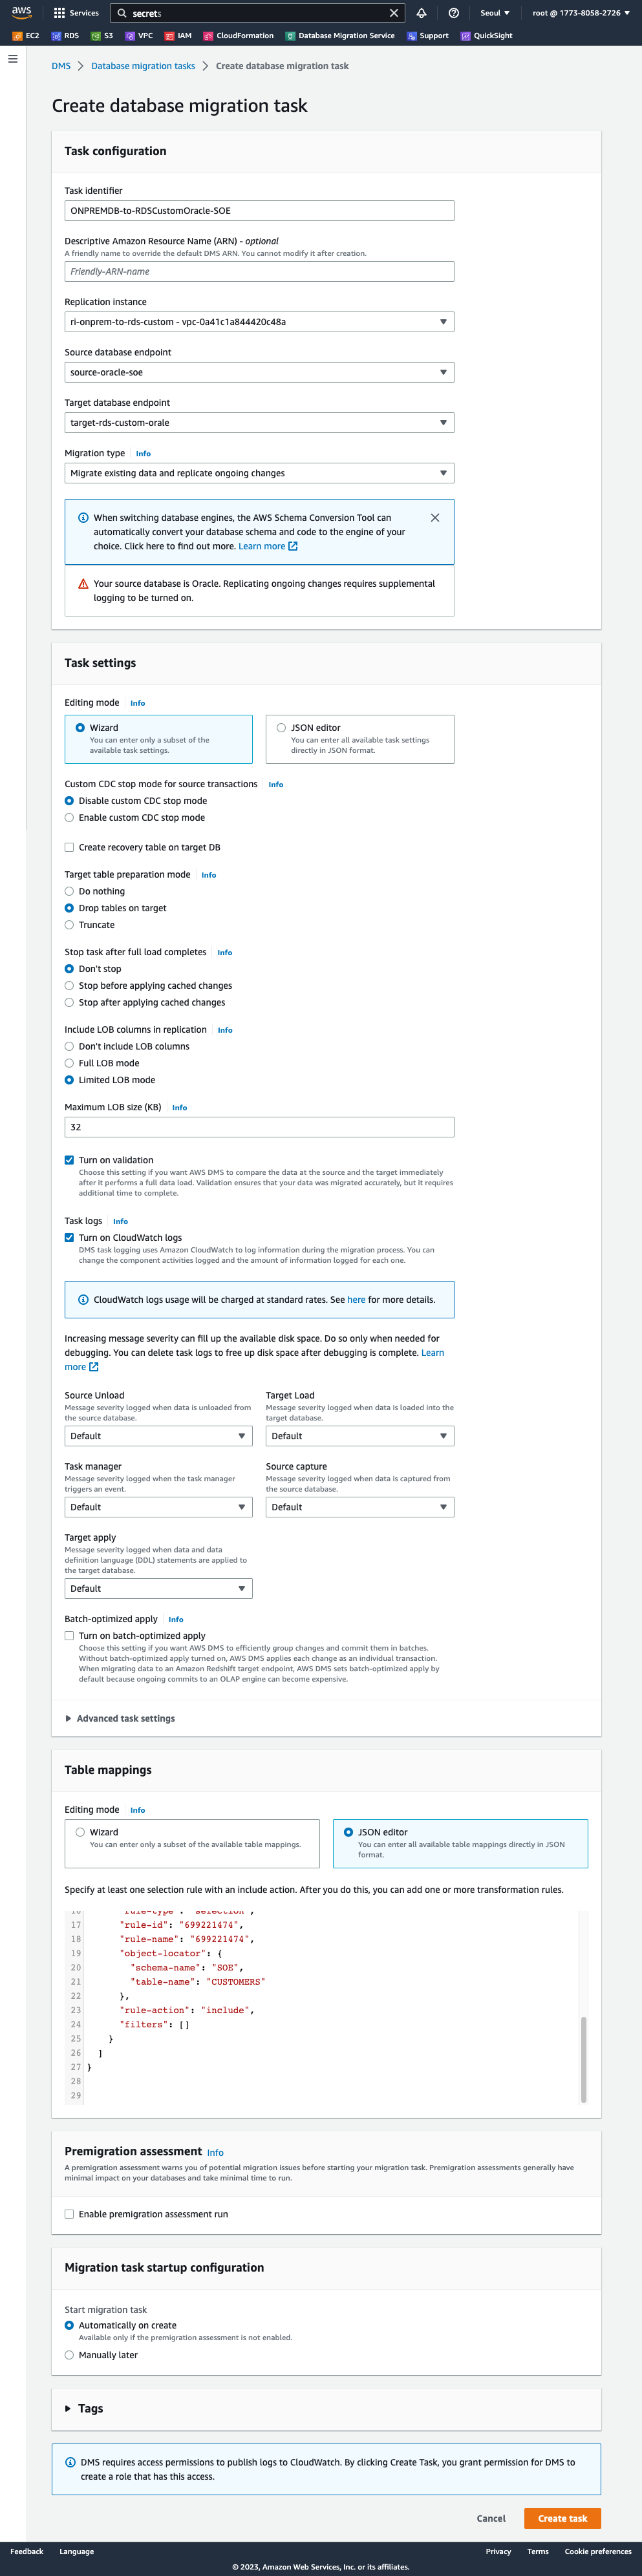 aws Services secrets Seoul root @ 1773-8058-2726
EC2 RDS S3 VPC IAM CloudFormation Database Migration Service Support QuickSight
DMS Database migration tasks Create database migration task
Create database migration task
Task configuration
Task identifier
ONPREMDB-to-RDSCustomOracle-SOE
Descriptive Amazon Resource Name (ARN) - optional
A friendly name to override the default DMS ARN. You cannot modify it after creation.
Friendly-ARN-name
Replication instance
ri-onprem-to-rds-custom - vpc-0a41c1a844420c48a
Source database endpoint
source-oracle-soe
Target database endpoint
target-rds-custom-orale
Migration type Info
Migrate existing data and replicate ongoing changes
When switching database engines, the AWS Schema Conversion Tool can
automatically convert your database schema and code to the engine of your
choice. Click here to find out more. Learn more
Your source database is Oracle. Replicating ongoing changes requires supplemental
logging to be turned on.
Task settings
Editing mode Info
Wizard
You can enter only a subset of the
available task settings.
JSON editor
You can enter all available task settings
directly in JSON format.
Custom CDC stop mode for source transactions Info
Disable custom CDC stop mode
Enable custom CDC stop mode
Create recovery table on target DB
Target table preparation mode Info
Do nothing
Drop tables on target
Truncate
Stop task after full load completes Info
Don't stop
Stop before applying cached changes
Stop after applying cached changes
Include LOB columns in replication Info
Don't include LOB columns
Full LOB mode
Limited LOB mode
Maximum LOB size (KB) Info
32
Turn on validation
Choose this setting if you want AWS DMS to compare the data at the source and the target immediately
after it performs a full data load. Validation ensures that your data was migrated accurately, but it requires
additional time to complete.
Task logs Info
Turn on CloudWatch logs
DMS task logging uses Amazon CloudWatch to log information during the migration process. You can
change the component activities logged and the amount of information logged for each one.
CloudWatch logs usage will be charged at standard rates. See here for more details.
Increasing message severity can fill up the available disk space. Do so only when needed for
debugging. You can delete task logs to free up disk space after debugging is complete. Learn
more
Source Unload
Message severity logged when data is unloaded from
the source database.
Default
Target Load
Message severity logged when data is loaded into the
target database.
Default
Task manager
Message severity logged when the task manager
triggers an event.
Default
Source capture
Message severity logged when data is captured from
the source database.
Default
Target apply
Message severity logged when data and data
definition language (DDL) statements are applied to
the target database.
Default
Batch-optimized apply Info
Turn on batch-optimized apply
Choose this setting if you want AWS DMS to efficiently group changes and commit them in batches.
Without batch-optimized apply turned on, AWS DMS applies each change as an individual transaction.
When migrating data to an Amazon Redshift target endpoint, AWS DMS sets batch-optimized apply by
default because ongoing commits to an OLAP engine can become expensive.
Advanced task settings
Table mappings
Editing mode Info
Wizard
You can enter only a subset of the available table mappings.
JSON editor
You can enter all available table mappings directly in JSON
format.
Specify at least one selection rule with an include action. After you do this, you can add one or more transformation rules.
16 "rule-type": "selection",
17 "rule-id": "699221474",
18 "rule-name": "699221474",
19 "object-locator": {
20 "schema-name": "SOE",
21 "table-name": "CUSTOMERS"
22 },
23 "rule-action": "include",
24 "filters": []
25 }
26 ]
27 }
28
29
Premigration assessment Info
A premigration assessment warns you of potential migration issues before starting your migration task. Premigration assessments generally have
minimal impact on your databases and take minimal time to run.
Enable premigration assessment run
Migration task startup configuration
Start migration task
Automatically on create
Available only if the premigration assessment is not enabled.
Manually later
Tags
DMS requires access permissions to publish logs to CloudWatch. By clicking Create Task, you grant permission for DMS to
create a role that has this access.
Cancel Create task
Feedback Language Privacy Terms Cookie preferences
© 2023, Amazon Web Services, Inc. or its affiliates.